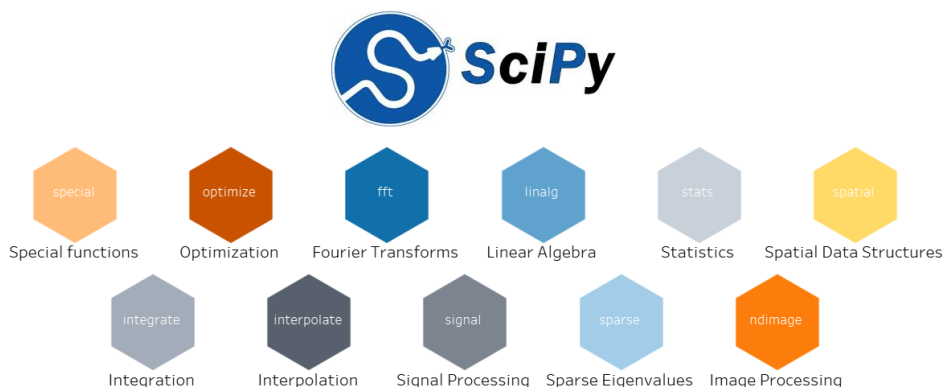 SciPy
special optimize fft linalg stats spatial
Special functions Optimization Fourier Transforms Linear Algebra Statistics Spatial Data Structures
integrate interpolate signal sparse ndimage
Integration Interpolation Signal Processing Sparse Eigenvalues Image Processing